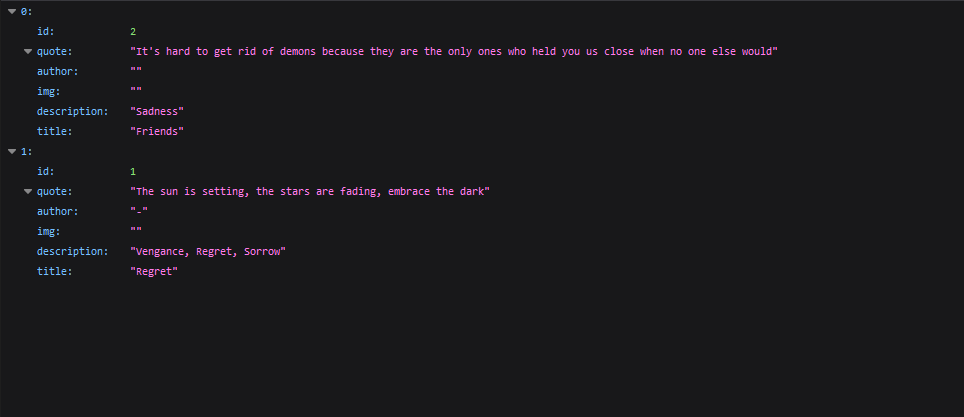 0:
id: 2
quote: "It's hard to get rid of demons because they are the only ones who held you us close when no one else would"
author: ""
img: ""
description: "Sadness"
title: "Friends"
1:
id: 1
quote: "The sun is setting, the stars are fading, embrace the dark"
author: "-"
img: ""
description: "Vengance, Regret, Sorrow"
title: "Regret"